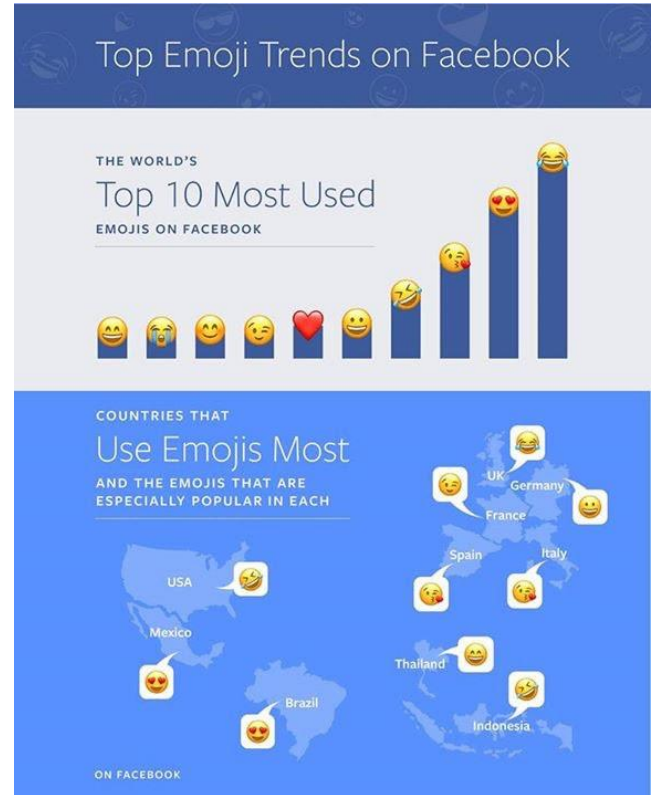 Top Emoji Trends on Facebook
THE WORLD'S
Top 10 Most Used
EMOJIS ON FACEBOOK
COUNTRIES THAT
Use Emojis Most
AND THE EMOJIS THAT ARE
ESPECIALLY POPULAR IN EACH
UK
Germany
France
Spain
Italy
USA
Mexico
Brazil
Thailand
Indonesia
ON FACEBOOK